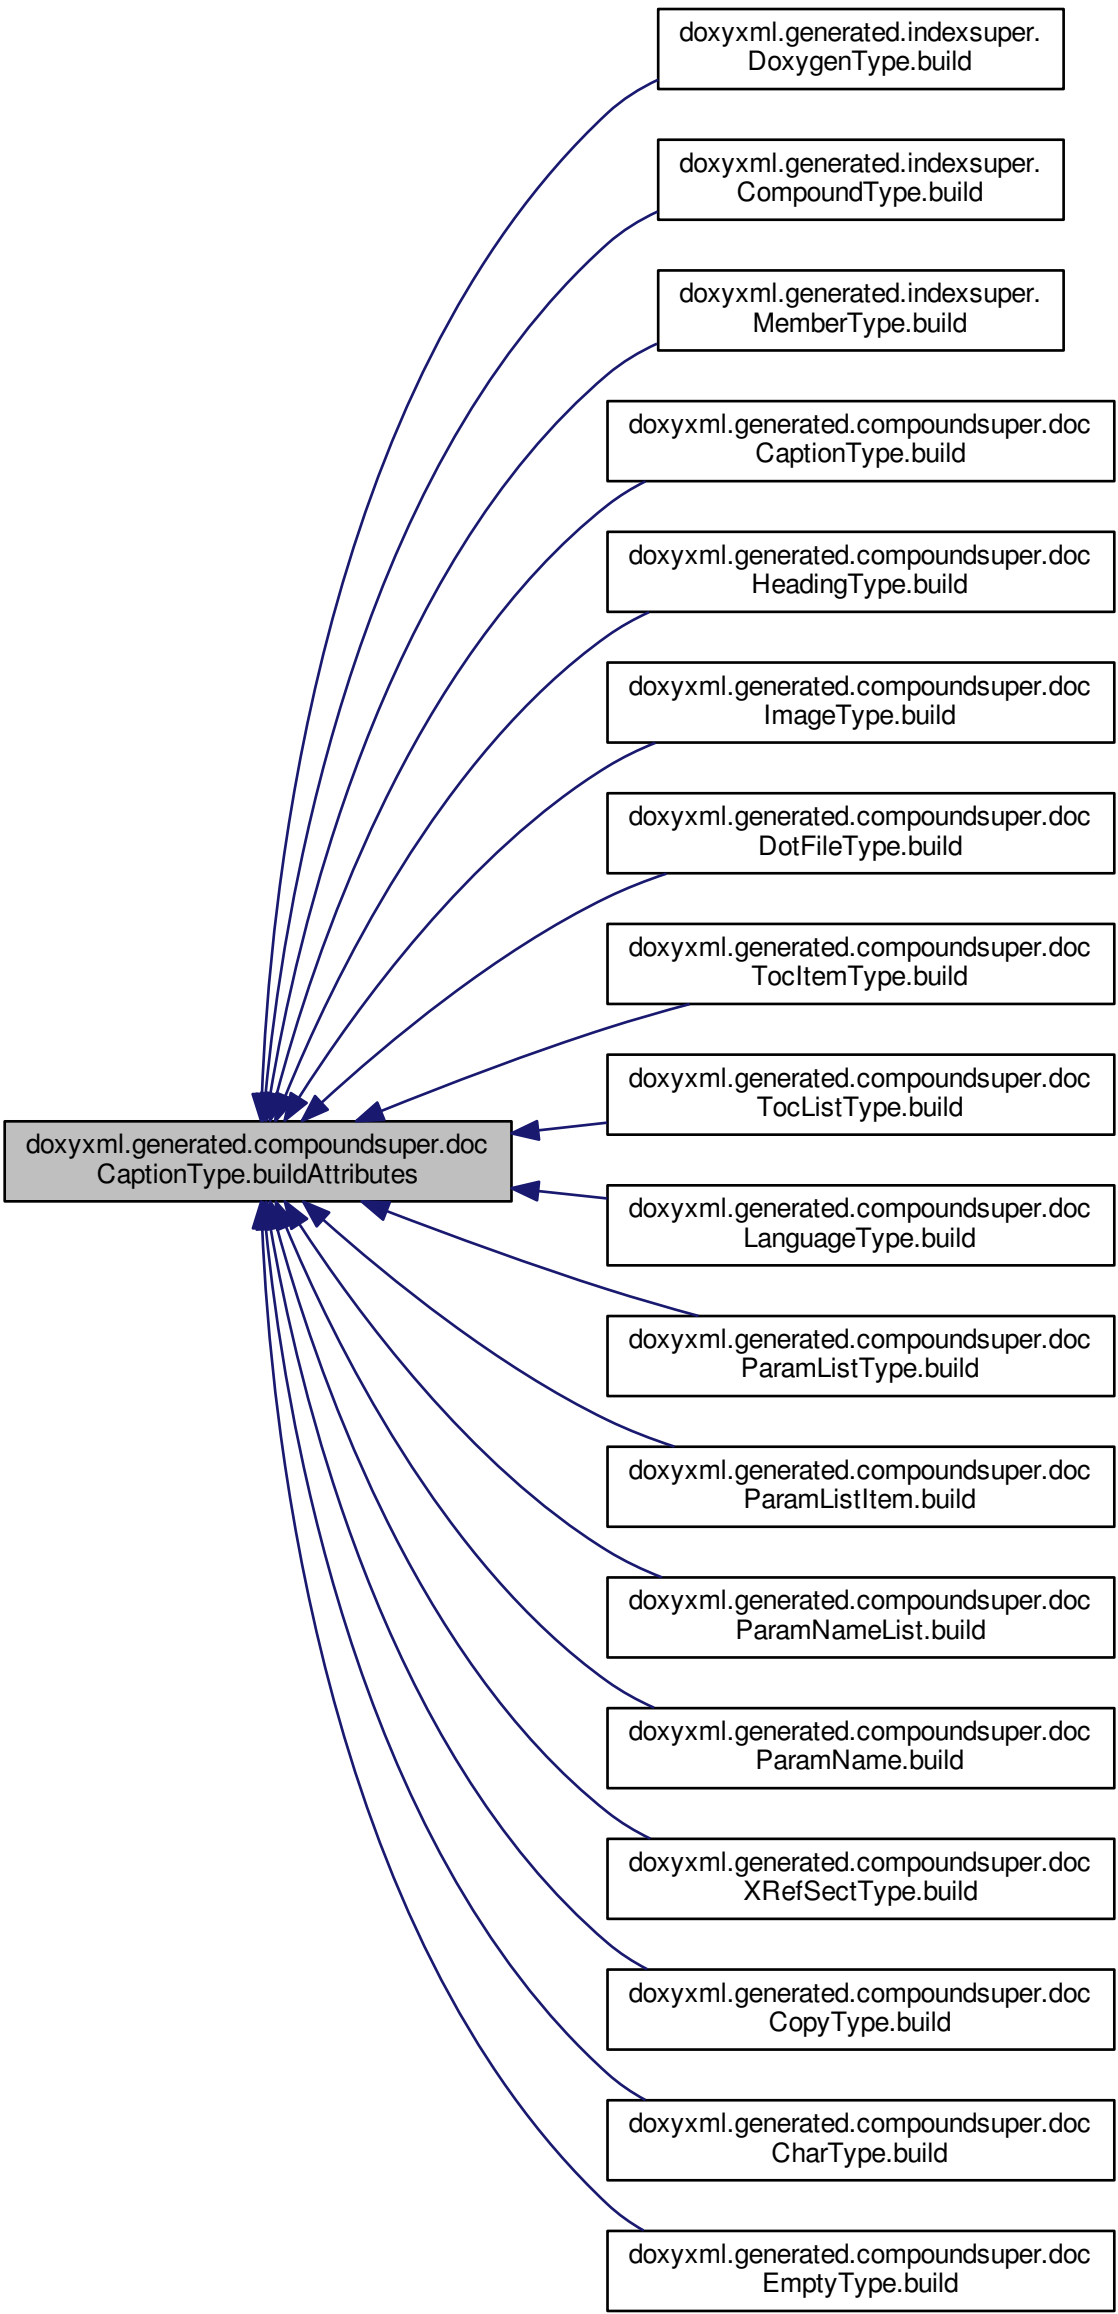 doxyxml.generated.indexsuper.
DoxygenType.build
doxyxml.generated.indexsuper.
CompoundType.build
doxyxml.generated.indexsuper.
MemberType.build
doxyxml.generated.compoundsuper.doc
CaptionType.build
doxyxml.generated.compoundsuper.doc
HeadingType.build
doxyxml.generated.compoundsuper.doc
ImageType.build
doxyxml.generated.compoundsuper.doc
DotFileType.build
doxyxml.generated.compoundsuper.doc
TocItemType.build
doxyxml.generated.compoundsuper.doc
TocListType.build
doxyxml.generated.compoundsuper.doc
CaptionType.buildAttributes
doxyxml.generated.compoundsuper.doc
LanguageType.build
doxyxml.generated.compoundsuper.doc
ParamListType.build
doxyxml.generated.compoundsuper.doc
ParamListItem.build
doxyxml.generated.compoundsuper.doc
ParamNameList.build
doxyxml.generated.compoundsuper.doc
ParamName.build
doxyxml.generated.compoundsuper.doc
XRefSectType.build
doxyxml.generated.compoundsuper.doc
CopyType.build
doxyxml.generated.compoundsuper.doc
CharType.build
doxyxml.generated.compoundsuper.doc
EmptyType.build